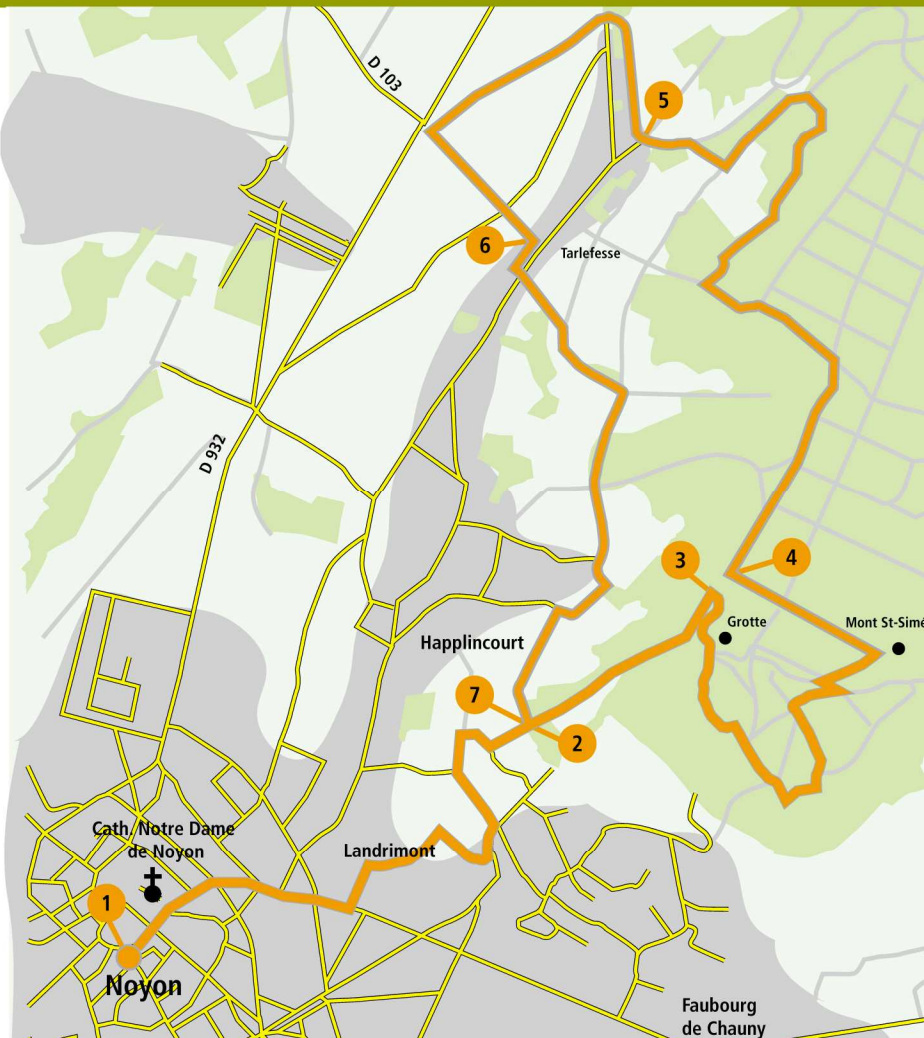 D 103
5
6
Tarlefesse
D 932
3
4
Grotte
Mont St-Simé
Happlincourt
7
2
Cath. Notre Dame
de Noyon
Landrimont
1
Noyon
Faubourg
de Chauny